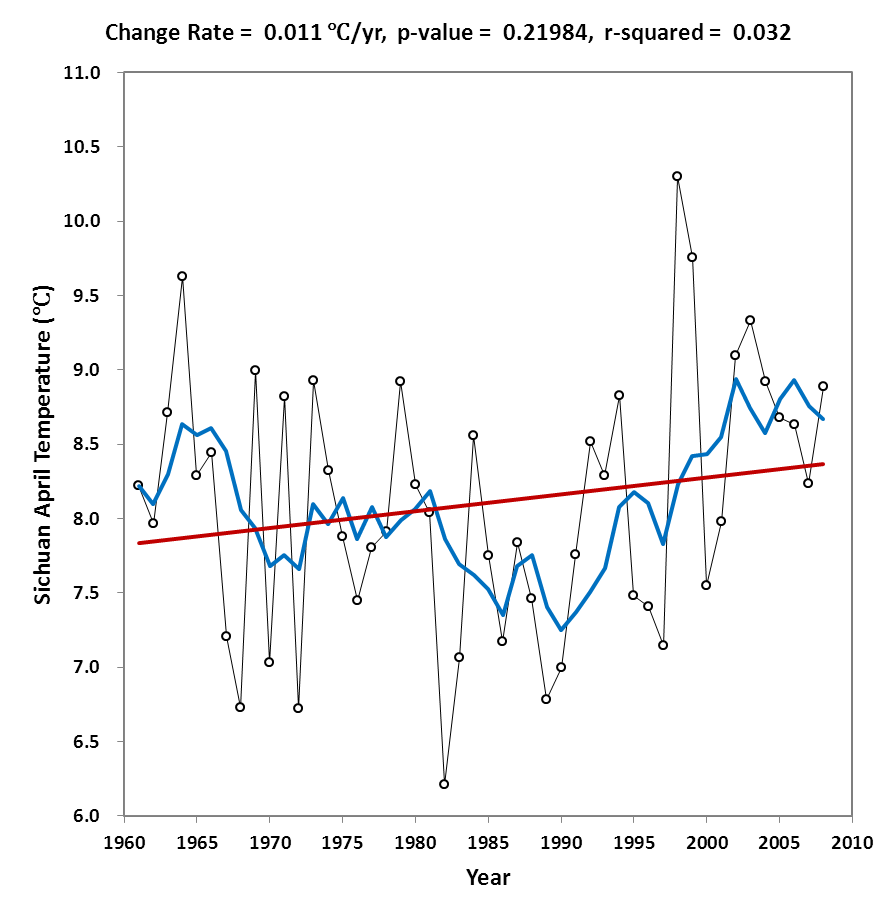 Change Rate = 0.011 ℃/yr, p-value = 0.21984, r-squared = 0.032
11.0
10.5
10.0
9.5
9.0
8.5
8.0
7.5
7.0
6.5
6.0
Sichuan April Temperature (℃)
1960 1965 1970 1975 1980 1985 1990 1995 2000 2005 2010
Year